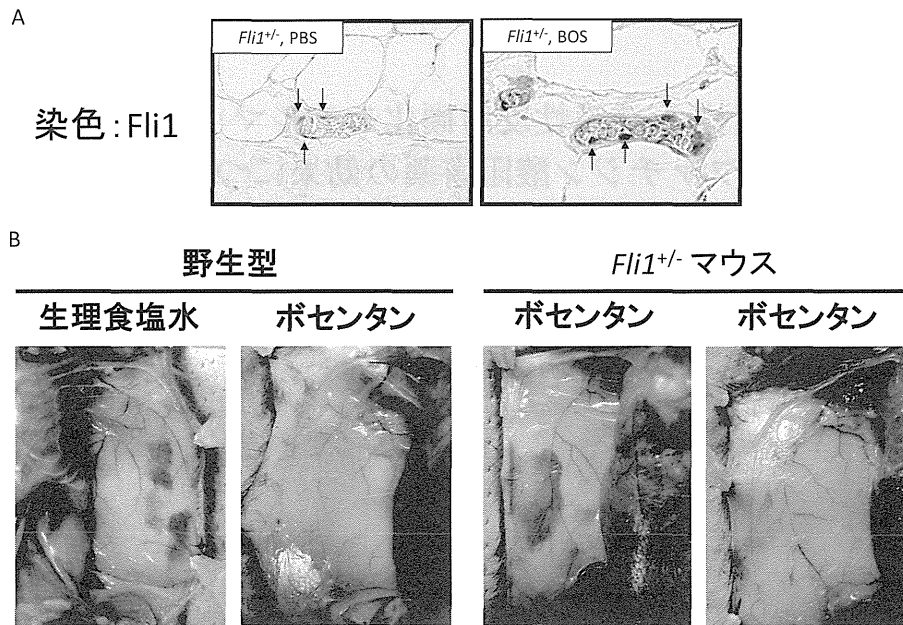 A
Fli1+/-, PBS
Fli1+/-, BOS
染色:Fli1
B
野生型
Fli1+/- マウス
生理食塩水
ボセンタン
ボセンタン
ボセンタン